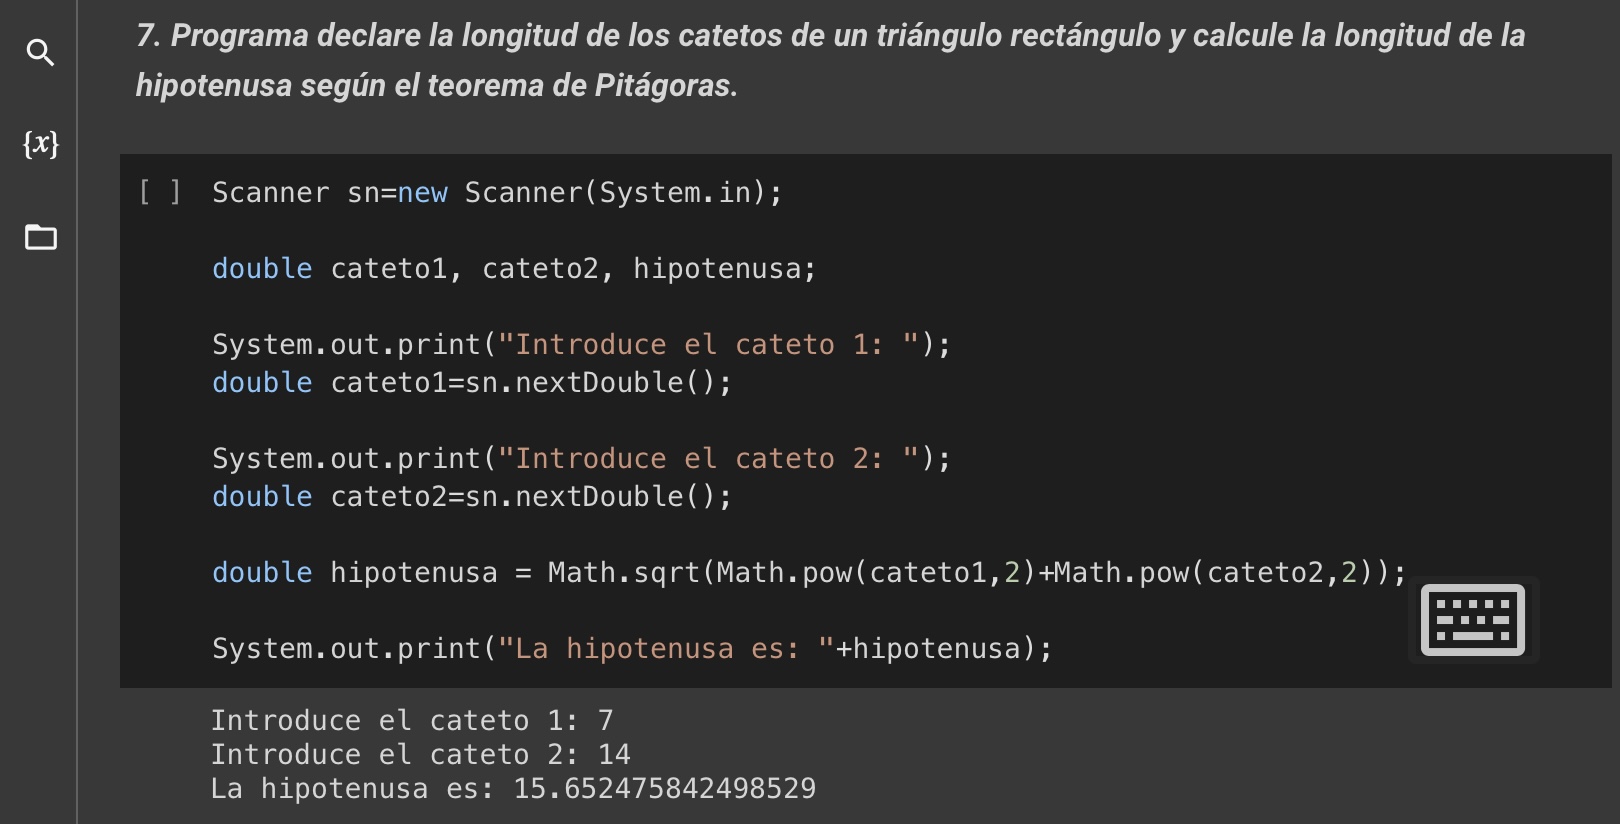 7. Programa declare la longitud de los catetos de un triángulo rectángulo y calcule la longitud de la
hipotenusa según el teorema de Pitágoras.
{x}
[ ] Scanner sn=new Scanner(System.in);
double cateto1, cateto2, hipotenusa;
System.out.print("Introduce el cateto 1: ");
double cateto1=sn.nextDouble();
System.out.print("Introduce el cateto 2: ");
double cateto2=sn.nextDouble();
double hipotenusa = Math.sqrt(Math.pow(cateto1,2)+Math.pow(cateto2,2));
System.out.print("La hipotenusa es: "+hipotenusa);
Introduce el cateto 1: 7
Introduce el cateto 2: 14
La hipotenusa es: 15.652475842498529